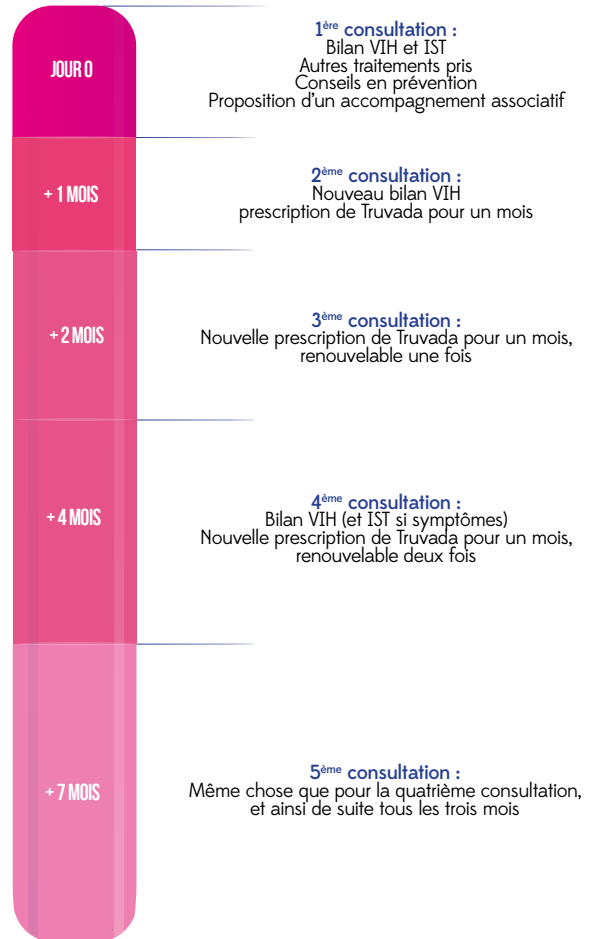 JOUR 0
1ère consultation :
Bilan VIH et IST
Autres traitements pris
Conseils en prévention
Proposition d'un accompagnement associatif
+ 1 MOIS
2ème consultation :
Nouveau bilan VIH
prescription de Truvada pour un mois
+ 2 MOIS
3ème consultation :
Nouvelle prescription de Truvada pour un mois,
renouvelable une fois
+ 4 MOIS
4ème consultation :
Bilan VIH (et IST si symptômes)
Nouvelle prescription de Truvada pour un mois,
renouvelable deux fois
+ 7 MOIS
5ème consultation :
Même chose que pour la quatrième consultation,
et ainsi de suite tous les trois mois